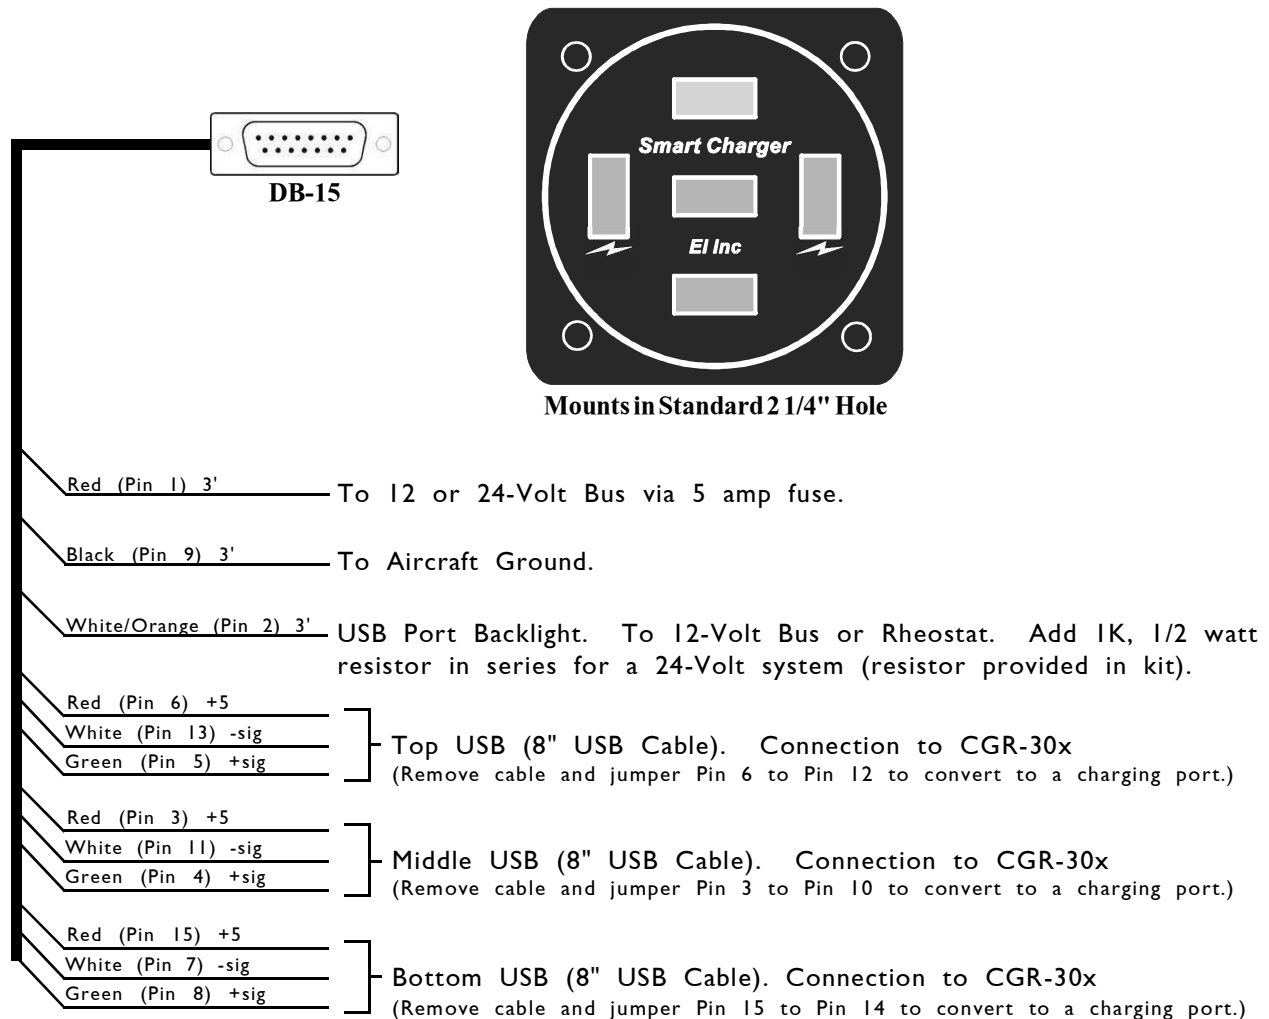 Smart Charger
EI Inc
DB-15
Mounts in Standard 2 1/4" Hole
Red (Pin 1) 3'
To 12 or 24-Volt Bus via 5 amp fuse.
Black (Pin 9) 3'
To Aircraft Ground.
White/Orange (Pin 2) 3'
USB Port Backlight. To 12-Volt Bus or Rheostat. Add 1K, 1/2 watt
resistor in series for a 24-Volt system (resistor provided in kit).
Red (Pin 6) +5
White (Pin 13) -sig
Green (Pin 5) +sig
Top USB (8" USB Cable). Connection to CGR-30x
(Remove cable and jumper Pin 6 to Pin 12 to convert to a charging port.)
Red (Pin 3) +5
White (Pin 11) -sig
Green (Pin 4) +sig
Middle USB (8" USB Cable). Connection to CGR-30x
(Remove cable and jumper Pin 3 to Pin 10 to convert to a charging port.)
Red (Pin 15) +5
White (Pin 7) -sig
Green (Pin 8) +sig
Bottom USB (8" USB Cable). Connection to CGR-30x
(Remove cable and jumper Pin 15 to Pin 14 to convert to a charging port.)